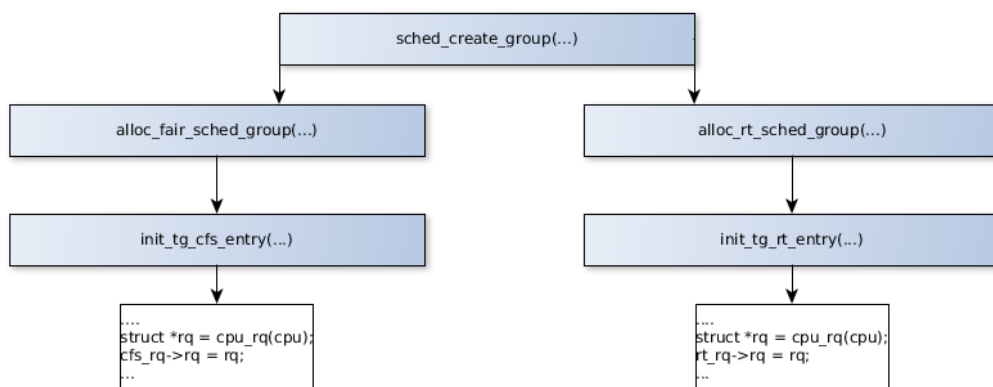 sched_create_group(...)
alloc_fair_sched_group(...)
alloc_rt_sched_group(...)
init_tg_cfs_entry(...)
init_tg_rt_entry(...)
....
struct *rq = cpu_rq(cpu);
cfs_rq->rq = rq;
...
....
struct *rq = cpu_rq(cpu);
rt_rq->rq = rq;
...